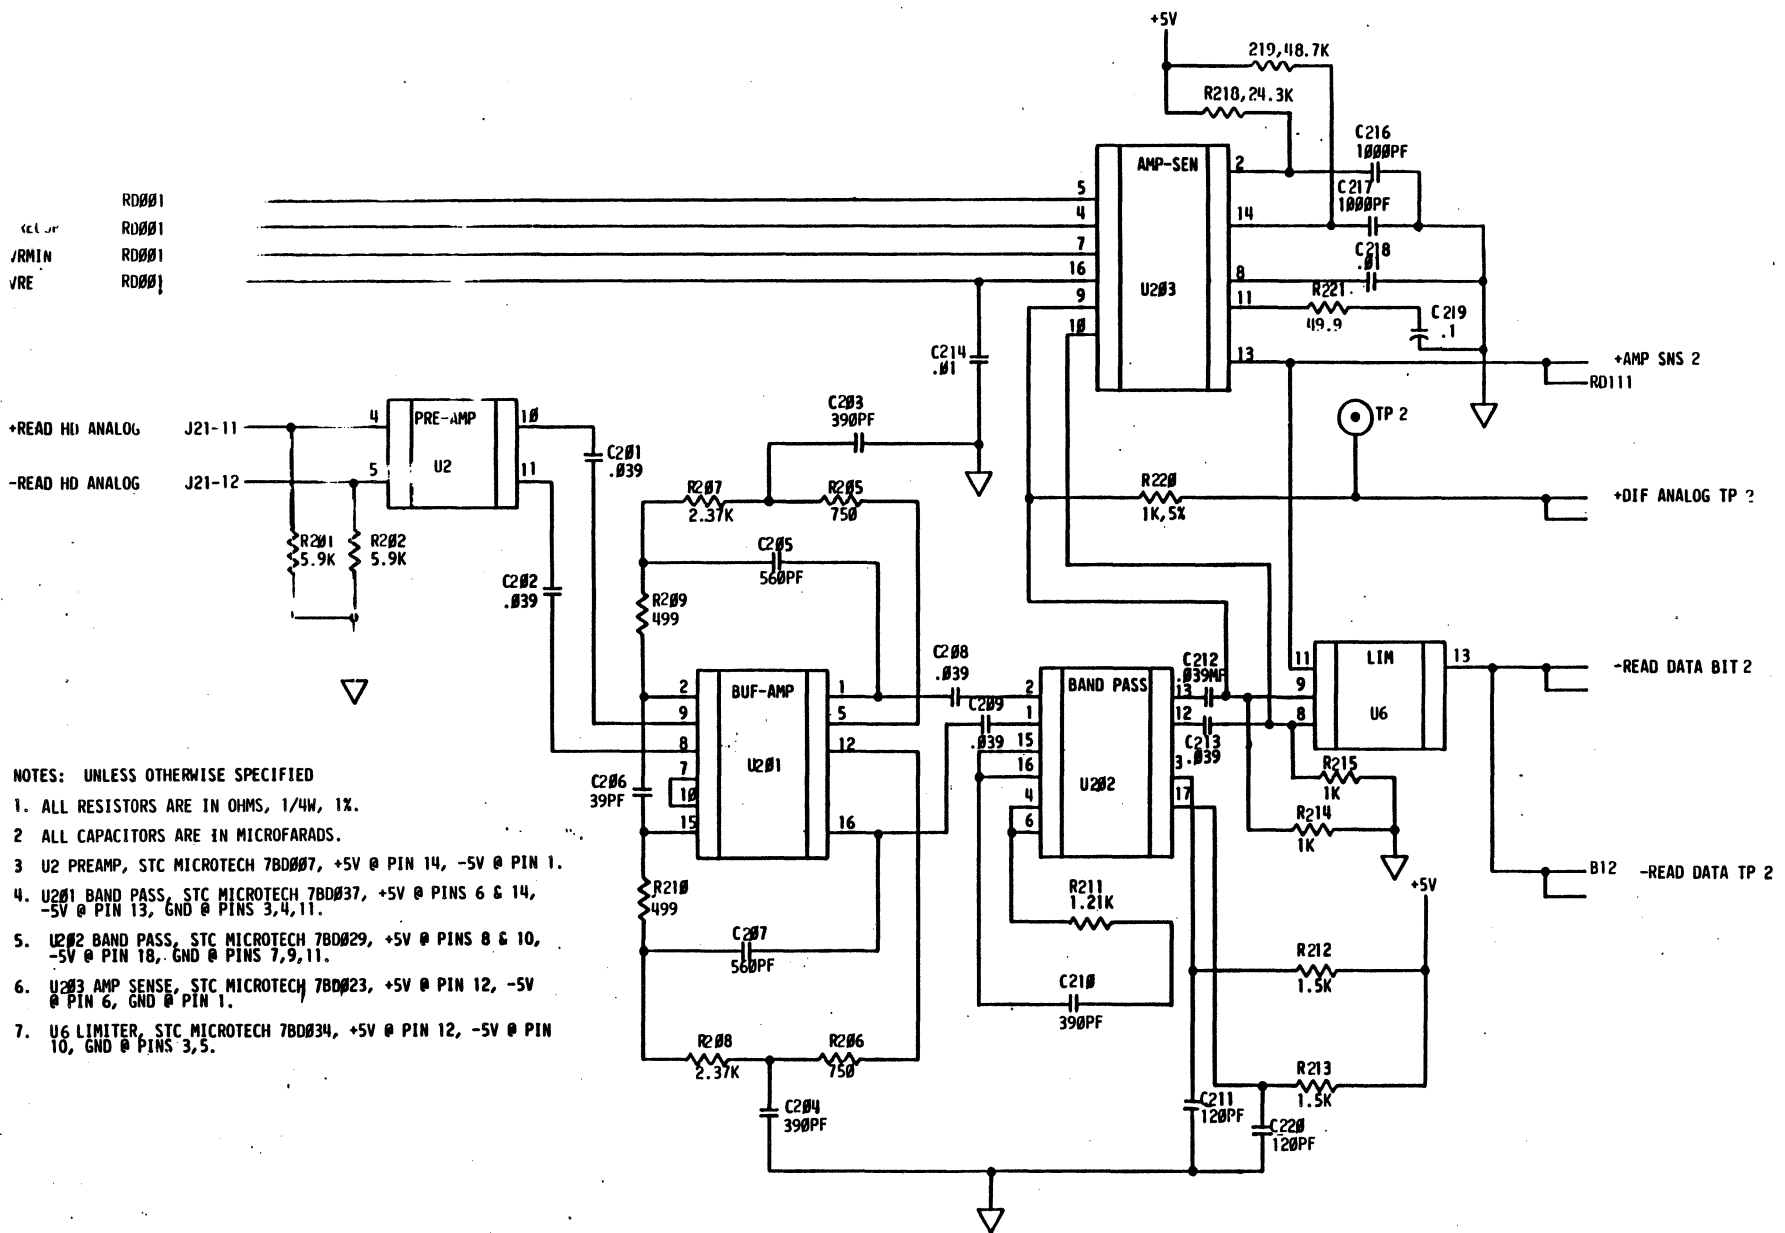 +5V
219,48.7K
R218,24.3K
C216
1000PF
C217
1000PF
C218
.01
R221
49.9
C219
.1
AMP-SEN
U203
5
4
7
16
9
10
2
14
8
11
13
RD001
RD001
VRMIN RD001
VRE RD001
+AMP SNS 2
RD111
C214
.01
TP 2
+READ HD ANALOG J21-11
-READ HD ANALOG J21-12
4
5
PRE-AMP
U2
10
11
C201
.039
C202
.039
R201
5.9K
R202
5.9K
C203
390PF
R207
2.37K
R205
750
R220
1K,5%
+DIF ANALOG TP
C205
560PF
R209
499
C206
39PF
R210
499
C207
560PF
R208
2.37K
R206
750
C204
390PF
BUF-AMP
U201
2
9
8
7
10
15
1
5
12
16
C208
.039
C209
.039
BAND PASS
U202
2
1
15
16
4
6
13
12
3
17
C212
.039MF
C213
.039
LIM
U6
11
9
8
13
-READ DATA BIT 2
R215
1K
R214
1K
B12 -READ DATA TP 2
+5V
R211
1.21K
C210
390PF
R212
1.5K
R213
1.5K
C211
120PF
C220
120PF
NOTES: UNLESS OTHERWISE SPECIFIED
1. ALL RESISTORS ARE IN OHMS, 1/4W, 1%.
2 ALL CAPACITORS ARE IN MICROFARADS.
3 U2 PREAMP, STC MICROTECH 7BD007, +5V @ PIN 14, -5V @ PIN 1.
4. U201 BAND PASS, STC MICROTECH 7BD037, +5V @ PINS 6 & 14,
-5V @ PIN 13, GND @ PINS 3,4,11.
5. U202 BAND PASS, STC MICROTECH 7BD029, +5V @ PINS 8 & 10,
-5V @ PIN 18, GND @ PINS 7,9,11.
6. U203 AMP SENSE, STC MICROTECH 7BD023, +5V @ PIN 12, -5V
@ PIN 6, GND @ PIN 1.
7. U6 LIMITER, STC MICROTECH 7BD034, +5V @ PIN 12, -5V @ PIN
10, GND @ PINS 3,5.